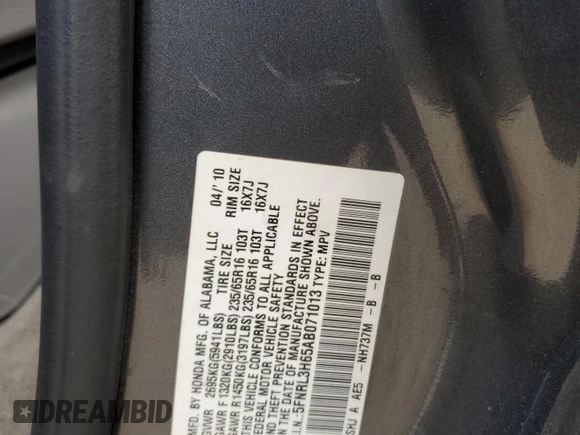 MFD. BY HONDA MFG. OF ALABAMA, LLC 04/'10
GVWR 2695KG(5941LBS) TIRE SIZE RIM SIZE
GAWR F1320KG(2910LBS) 235/65R16 103T 16X7J
GAWR R1450KG(3197LBS) 235/65R16 103T 16X7J
THIS VEHICLE CONFORMS TO ALL APPLICABLE
FEDERAL MOTOR VEHICLE SAFETY
AND THEFT PREVENTION STANDARDS IN EFFECT
ON THE DATE OF MANUFACTURE SHOWN ABOVE.
V.I.N.:5FNRL3H65AB071013 TYPE:MPV
SHJ A AE5 -NH737M -B -B
DREAMBID